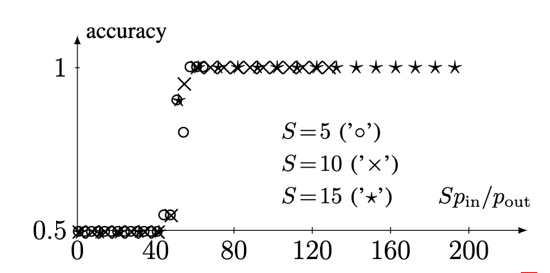 accuracy
1
S=5 ('○')
S=10 ('×')
S=15 ('⋆') Sp_in/p_out
0.5
0 40 80 120 160 200